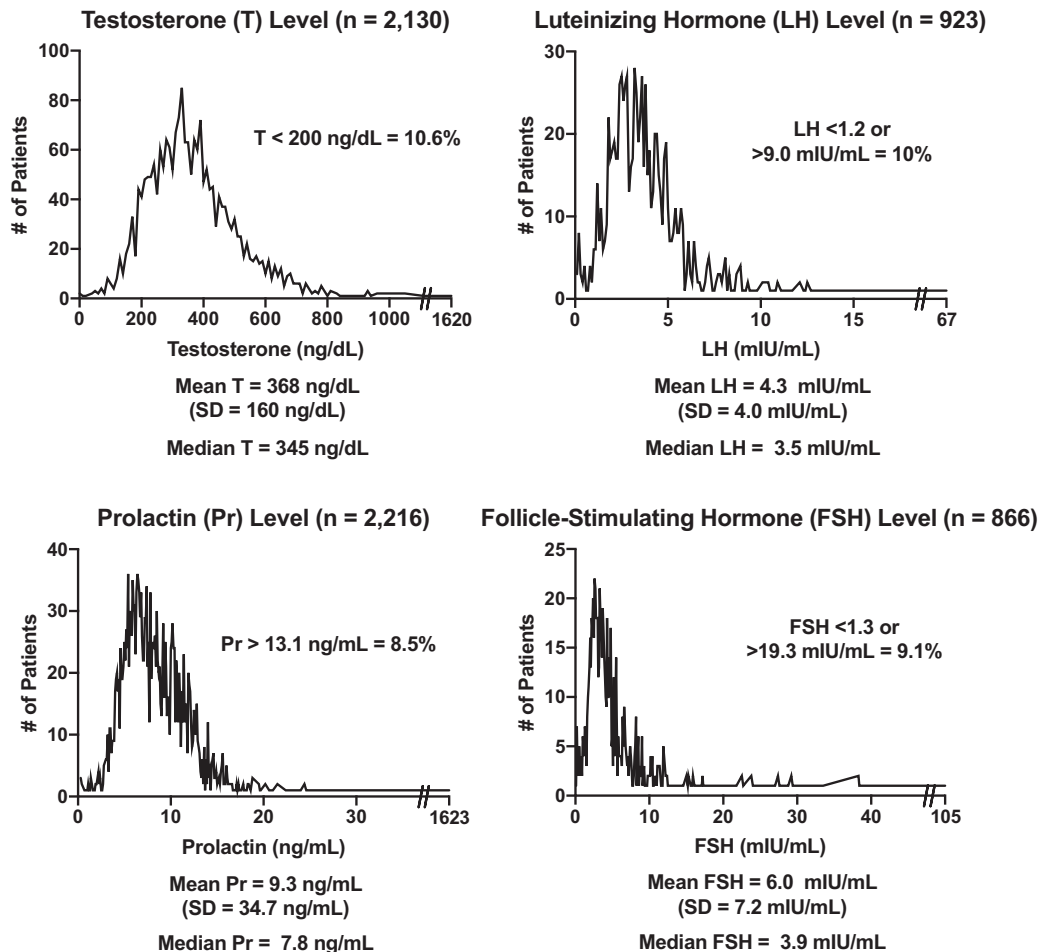 Testosterone (T) Level (n = 2,130)
100
80
60
40
20
0
# of Patients
T < 200 ng/dL = 10.6%
0 200 400 600 800 1000 1620
Testosterone (ng/dL)
Mean T = 368 ng/dL
(SD = 160 ng/dL)
Median T = 345 ng/dL
Luteinizing Hormone (LH) Level (n = 923)
30
20
10
0
# of Patients
LH <1.2 or
>9.0 mIU/mL = 10%
0 5 10 15 67
LH (mIU/mL)
Mean LH = 4.3 mIU/mL
(SD = 4.0 mIU/mL)
Median LH = 3.5 mIU/mL
Prolactin (Pr) Level (n = 2,216)
40
30
20
10
0
# of Patients
Pr > 13.1 ng/mL = 8.5%
0 10 20 30 1623
Prolactin (ng/mL)
Mean Pr = 9.3 ng/mL
(SD = 34.7 ng/mL)
Median Pr = 7.8 ng/mL
Follicle-Stimulating Hormone (FSH) Level (n = 866)
25
20
15
10
5
0
# of Patients
FSH <1.3 or
>19.3 mIU/mL = 9.1%
0 10 20 30 40 105
FSH (mIU/mL)
Mean FSH = 6.0 mIU/mL
(SD = 7.2 mIU/mL)
Median FSH = 3.9 mIU/mL